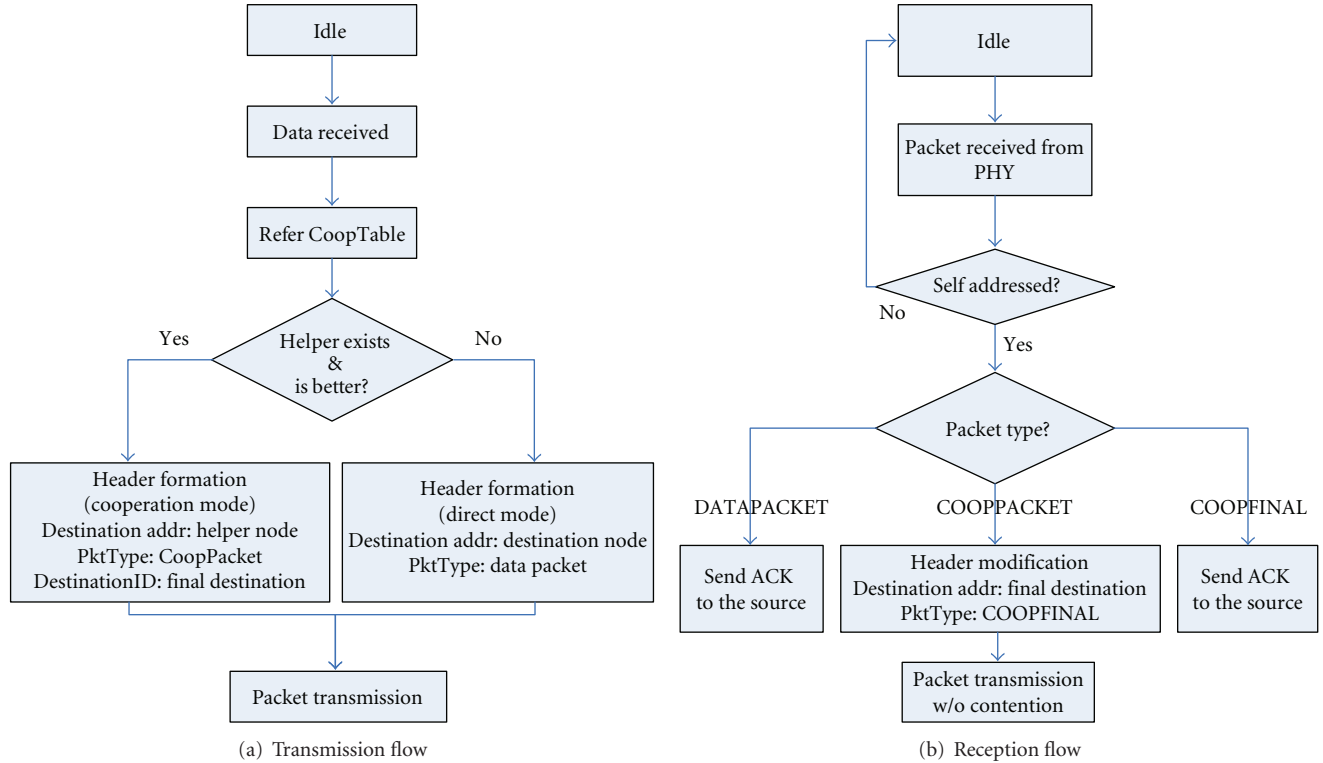 Idle
Data received
Refer CoopTable
Helper exists
&
is better?
Yes
No
Header formation
(cooperation mode)
Destination addr: helper node
PktType: CoopPacket
DestinationID: final destination
Header formation
(direct mode)
Destination addr: destination node
PktType: data packet
Packet transmission
(a) Transmission flow
Idle
Packet received from
PHY
Self addressed?
No
Yes
Packet type?
DATAPACKET
COOPPACKET
COOPFINAL
Send ACK
to the source
Header modification
Destination addr: final destination
PktType: COOPFINAL
Send ACK
to the source
Packet transmission
w/o contention
(b) Reception flow